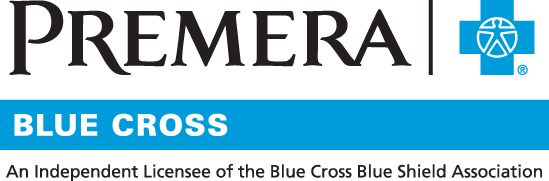 PREMERA
®
BLUE CROSS
An Independent Licensee of the Blue Cross Blue Shield Association